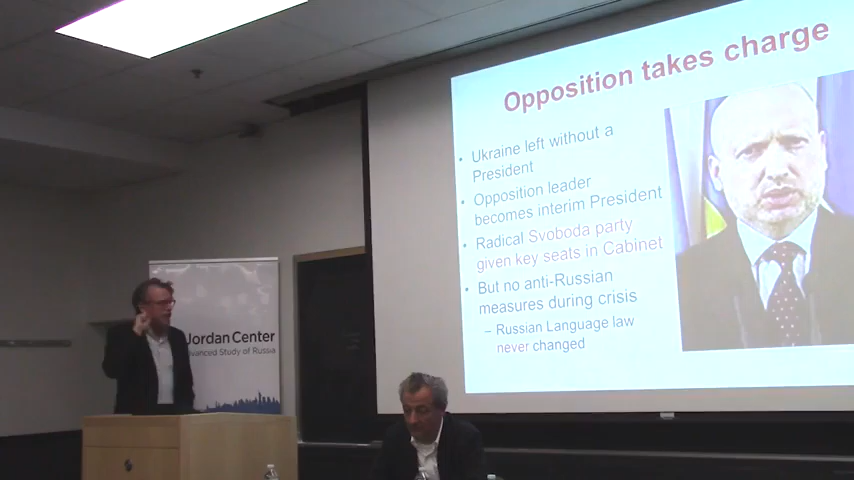 Opposition takes charge
• Ukraine left without a
President
• Opposition leader
becomes interim President
• Radical Svoboda party
given key seats in Cabinet
• But no anti-Russian
measures during crisis
– Russian Language law
never changed
Jordan Center
vanced Study of Russia